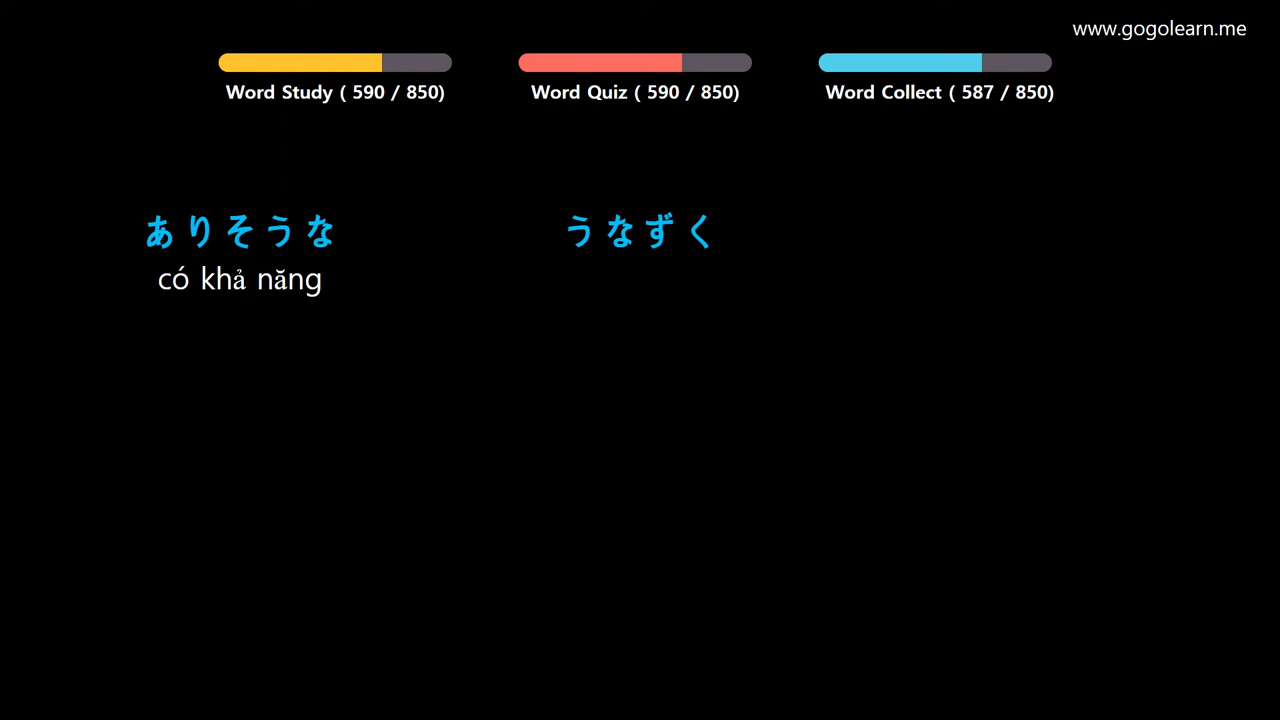 www.gogolearn.me
Word Study ( 590 / 850)
Word Quiz ( 590 / 850)
Word Collect ( 587 / 850)
ありそうな
có khả năng
うなずく